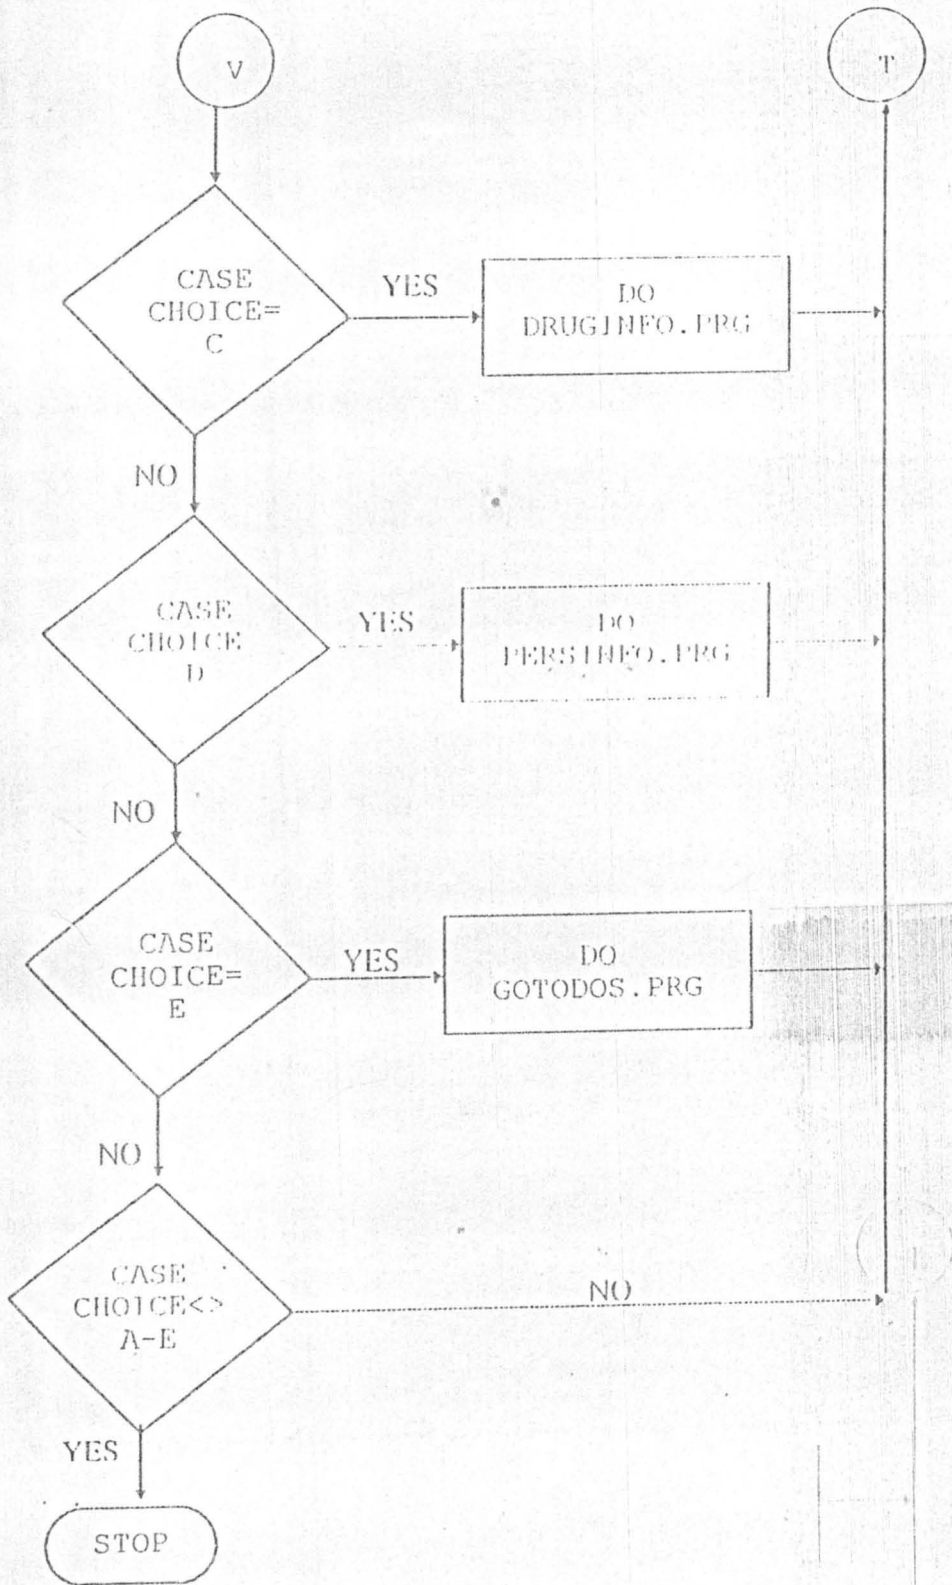 V
T
CASE
CHOICE=
C
YES
DO
DRUGINFO.PRG
NO
CASE
CHOICE
D
YES
DO
PERSINFO.PRG
NO
CASE
CHOICE=
E
YES
DO
GOTODOS.PRG
NO
CASE
CHOICE<>
A-E
NO
YES
STOP